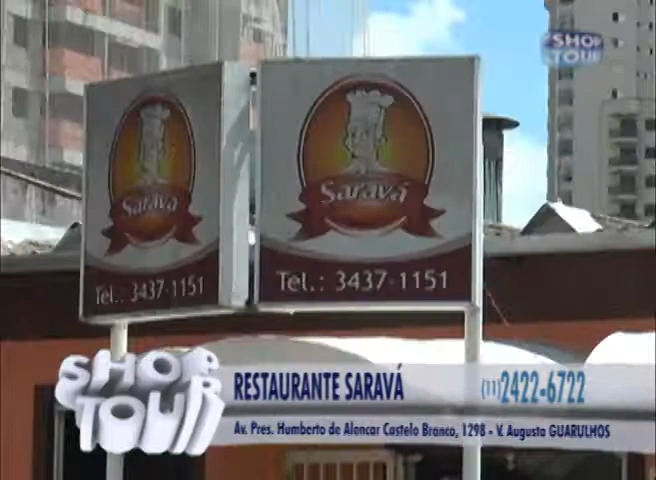 SHOP
TOUR
Saravá
Saravá
Tel.: 3437-1151
Tel.: 3437-1151
SHOP
TOUR
RESTAURANTE SARAVÁ
(11)2422-6722
Av. Pres. Humberto de Alencar Castelo Branco, 1298 - V. Augusta GUARULHOS